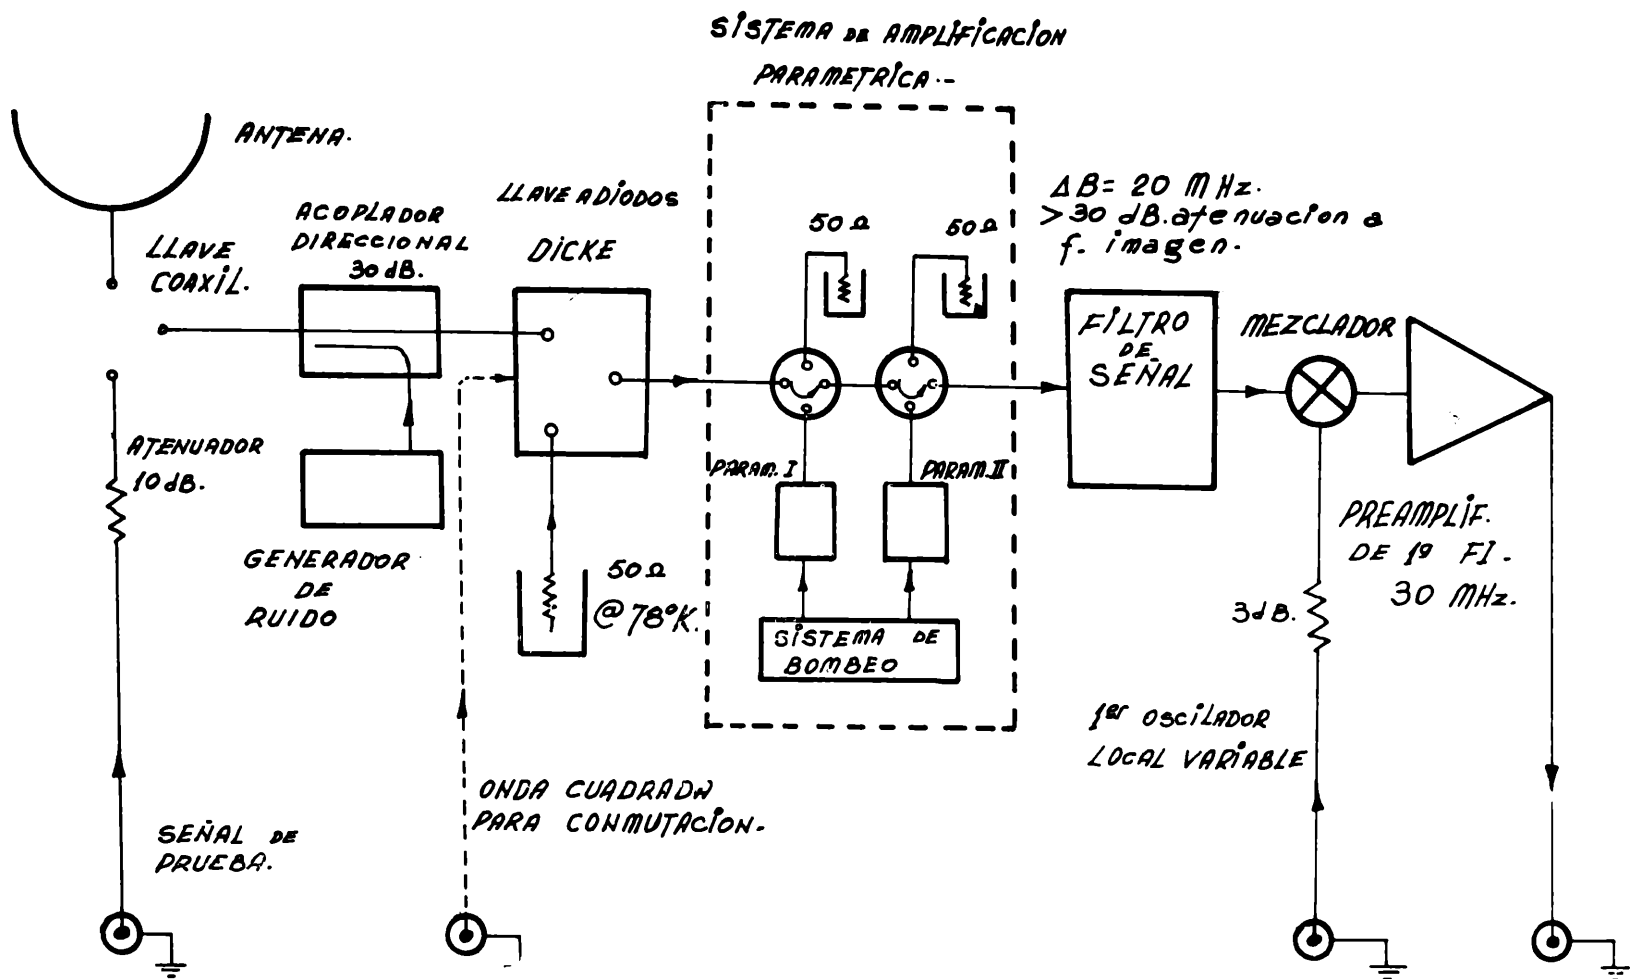 SISTEMA DE AMPLIFICACION
PARAMETRICA.-
ANTENA.
LLAVE
COAXIL.
ACOPLADOR
DIRECCIONAL
30 dB.
LLAVE A DIODOS
DICKE
50 Ω
50 Ω
ΔB= 20 MHz.
>30 dB. atenuacion a
f. imagen.
FILTRO
DE
SEÑAL
MEZCLADOR
ATENUADOR
10 dB.
GENERADOR
DE
RUIDO
50 Ω
@ 78°K.
PARAM. I
PARAM. II
SISTEMA DE
BOMBEO
PREAMPLIF.
DE 1º FI.
30 MHz.
3 dB.
1er OSCILADOR
LOCAL VARIABLE
ONDA CUADRADA
PARA CONMUTACION.
SEÑAL DE
PRUEBA.